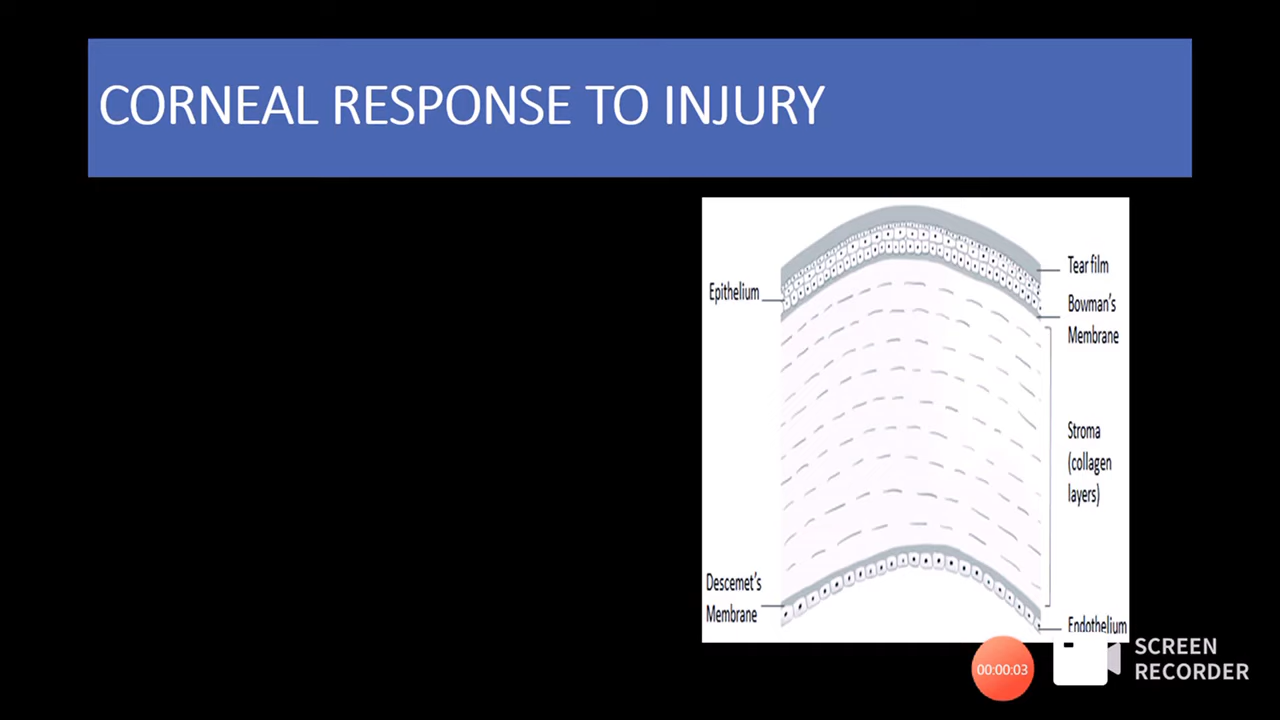 CORNEAL RESPONSE TO INJURY
Tear film
Epithelium
Bowman's
Membrane
Stroma
(collagen
layers)
Descemet's
Membrane
Endothelium
00:00:03
SCREEN
RECORDER